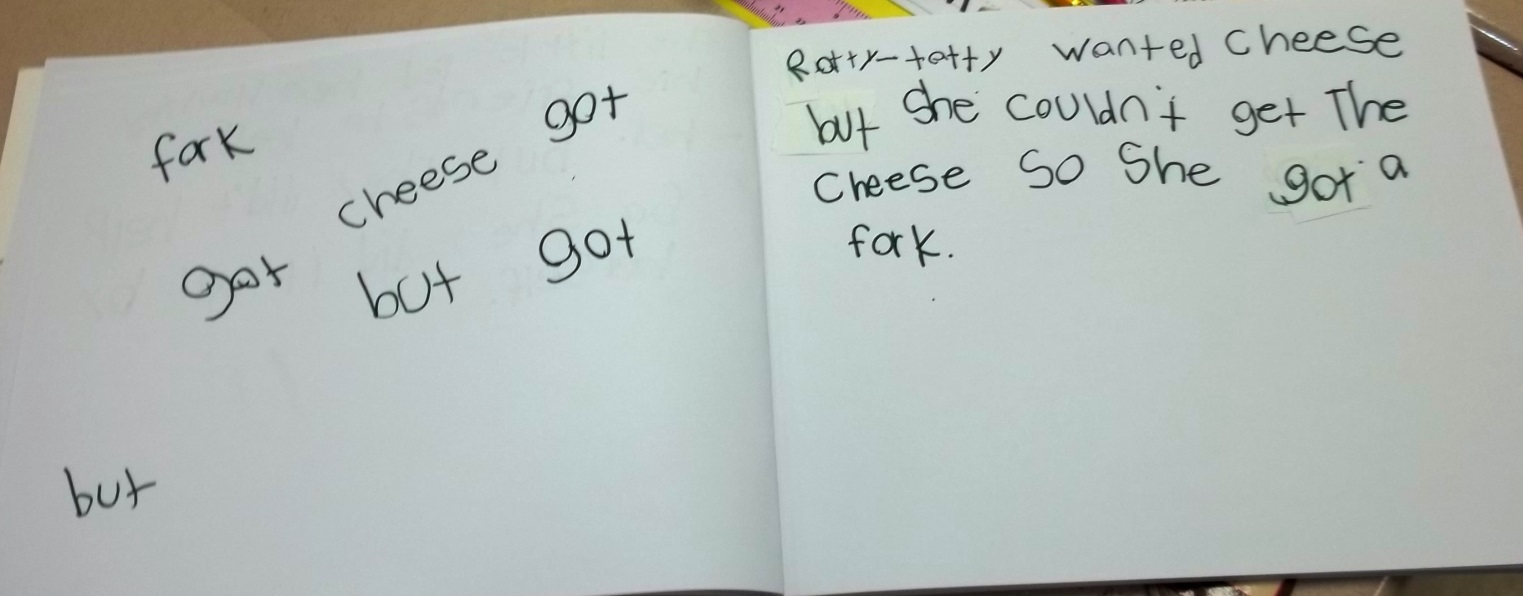 fork
cheese got
got but got
but
Ratty-tatty wanted cheese
but She couldn't get The
Cheese So She got a
fork.